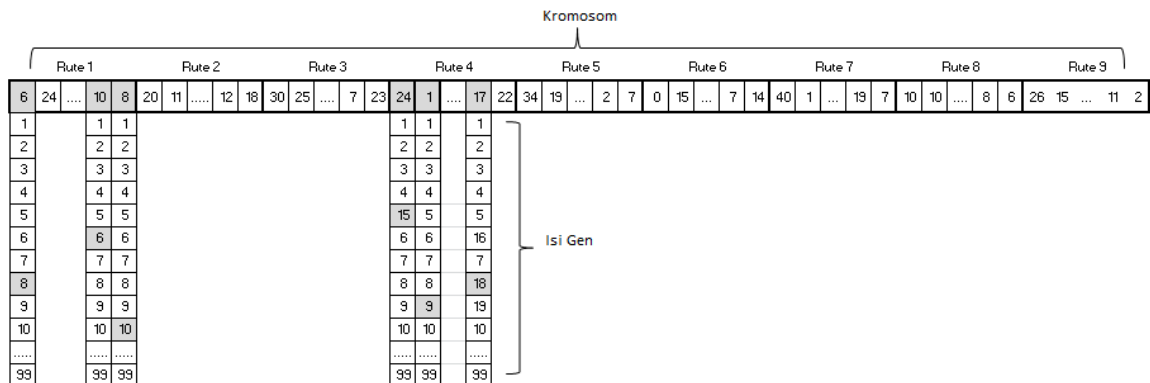 Kromosom
Rute 1 Rute 2 Rute 3 Rute 4 Rute 5 Rute 6 Rute 7 Rute 8 Rute 9
6 24 .... 10 8 20 11 ..... 12 18 30 25 .... 7 23 24 1 .... 17 22 34 19 ... 2 7 0 15 ... 7 14 40 1 ... 19 7 10 10 .... 8 6 26 15 ... 11 2
1 1 1 1 1 1
2 2 2 2 2 2
3 3 3 3 3 3
4 4 4 4 4 4
5 5 5 15 5 5
6 6 6 6 6 16
Isi Gen
7 7 7 7 7 7
8 8 8 8 8 18
9 9 9 9 9 19
10 10 10 10 10 10
..... ..... ..... ..... ..... .....
99 99 99 99 99 99